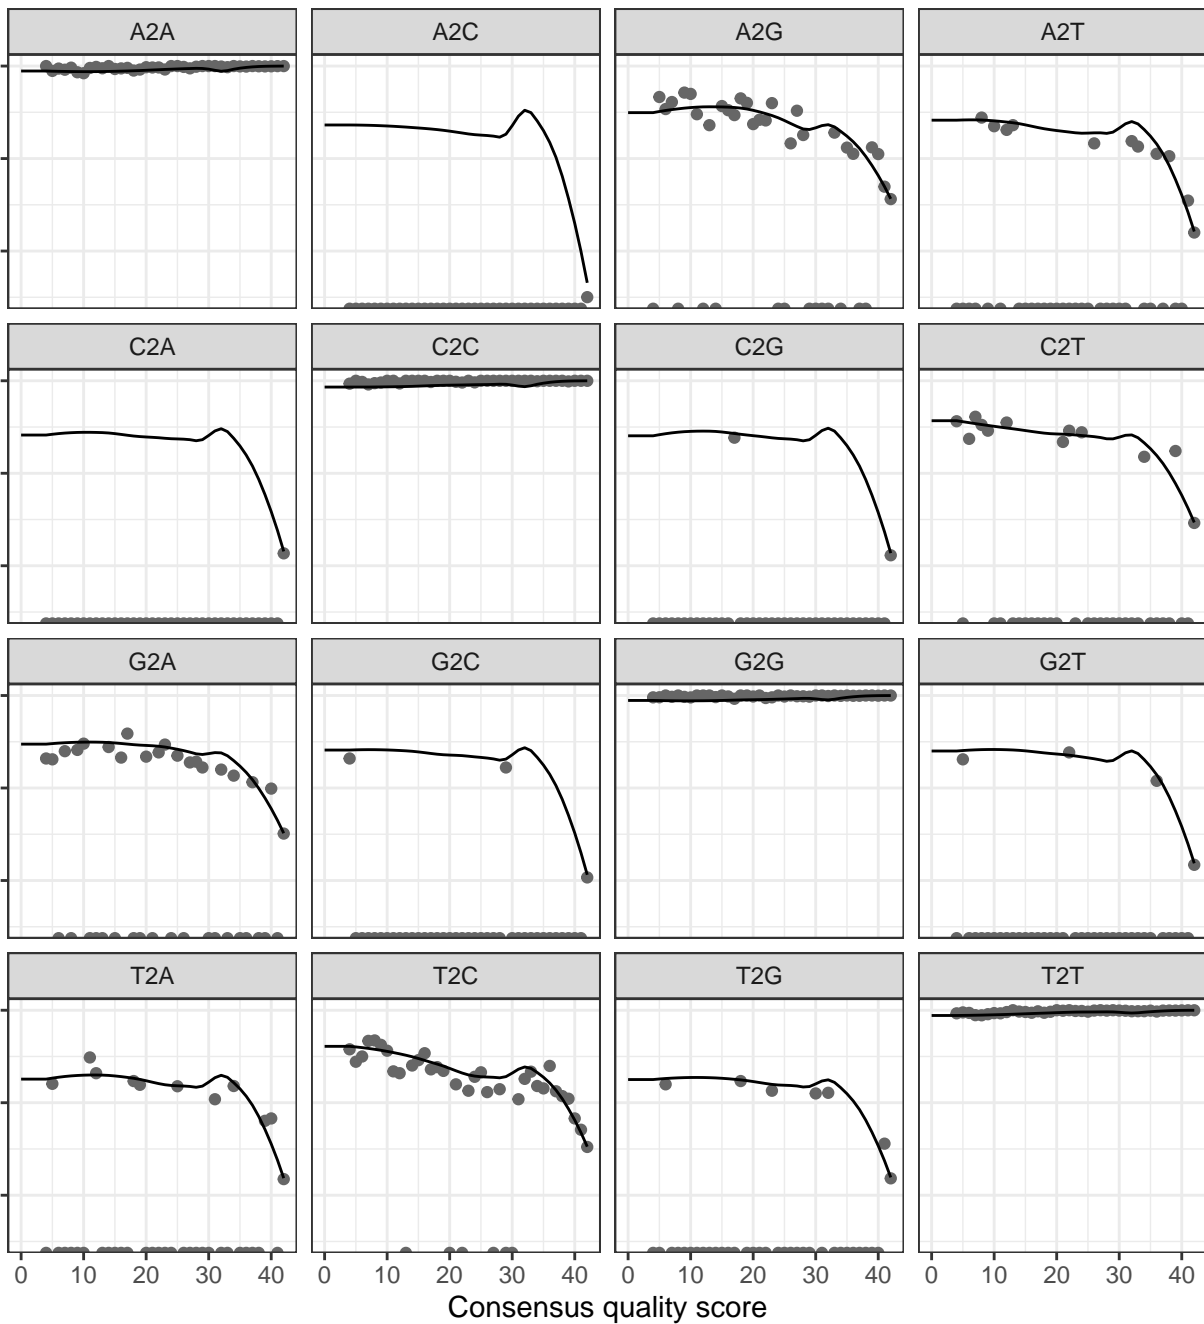 A2A A2C A2G A2T
C2A C2C C2G C2T
G2A G2C G2G G2T
T2A T2C T2G T2T
0 10 20 30 40 0 10 20 30 40 0 10 20 30 40 0 10 20 30 40
Consensus quality score